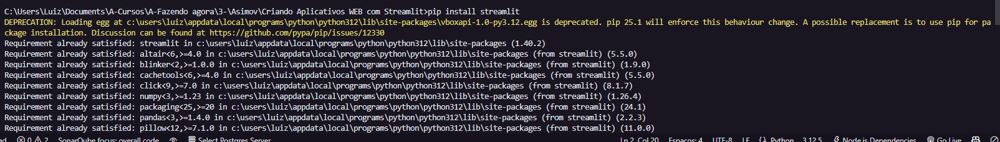 C:\Users\Luiz\Documents\A-Cursos\A-Fazendo agora\3-\Asimov\Criando Aplicativos WEB com Streamlit>pip install streamlit
DEPRECATION: Loading egg at c:\users\luiz\appdata\local\programs\python\python312\lib\site-packages\vboxapi-1.0-py3.12.egg is deprecated. pip 25.1 will enforce this behaviour change. A possible replacement is to use pip for pa
ckage installation. Discussion can be found at https://github.com/pypa/pip/issues/12330
Requirement already satisfied: streamlit in c:\users\luiz\appdata\local\programs\python\python312\lib\site-packages (1.40.2)
Requirement already satisfied: altair<6,>=4.0 in c:\users\luiz\appdata\local\programs\python\python312\lib\site-packages (from streamlit) (5.5.0)
Requirement already satisfied: blinker<2,>=1.0.0 in c:\users\luiz\appdata\local\programs\python\python312\lib\site-packages (from streamlit) (1.9.0)
Requirement already satisfied: cachetools<6,>=4.0 in c:\users\luiz\appdata\local\programs\python\python312\lib\site-packages (from streamlit) (5.5.0)
Requirement already satisfied: click<9,>=7.0 in c:\users\luiz\appdata\local\programs\python\python312\lib\site-packages (from streamlit) (8.1.7)
Requirement already satisfied: numpy<3,>=1.23 in c:\users\luiz\appdata\local\programs\python\python312\lib\site-packages (from streamlit) (1.26.4)
Requirement already satisfied: packaging<25,>=20 in c:\users\luiz\appdata\local\programs\python\python312\lib\site-packages (from streamlit) (24.1)
Requirement already satisfied: pandas<3,>=1.4.0 in c:\users\luiz\appdata\local\programs\python\python312\lib\site-packages (from streamlit) (2.2.3)
Requirement already satisfied: pillow<12,>=7.1.0 in c:\users\luiz\appdata\local\programs\python\python312\lib\site-packages (from streamlit) (11.0.0)
0 2 SonarQube focus: overall code Select Postgres Server Ln 2, Col 20 Espaços: 4 UTF-8 LF Python 3.12.5 Node.js Dependencies Go Live